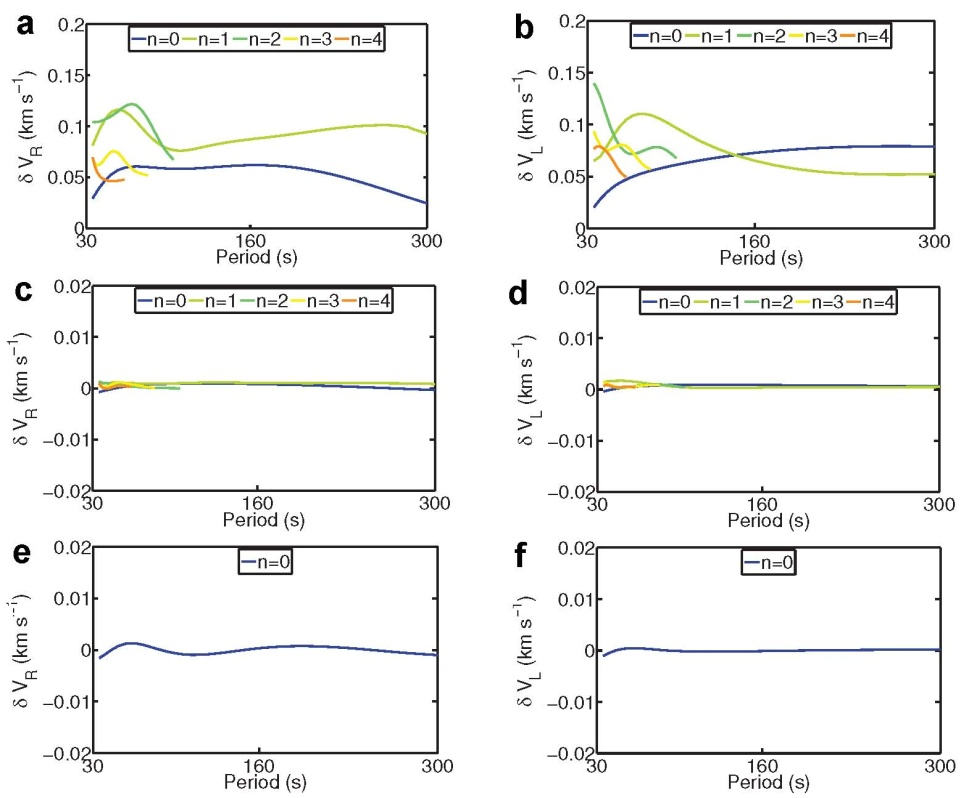 a
0.2
n=0 n=1 n=2 n=3 n=4
0.15
0.1
0.05
0
δ V_R (km s⁻¹)
30 160 300
Period (s)
b
0.2
n=0 n=1 n=2 n=3 n=4
0.15
0.1
0.05
0
δ V_L (km s⁻¹)
30 160 300
Period (s)
c
0.02
n=0 n=1 n=2 n=3 n=4
0.01
0
−0.01
−0.02
δ V_R (km s⁻¹)
30 160 300
Period (s)
d
0.02
n=0 n=1 n=2 n=3 n=4
0.01
0
−0.01
−0.02
δ V_L (km s⁻¹)
30 160 300
Period (s)
e
0.02
n=0
0.01
0
−0.01
−0.02
δ V_R (km s⁻¹)
30 160 300
Period (s)
f
0.02
n=0
0.01
0
−0.01
−0.02
δ V_L (km s⁻¹)
30 160 300
Period (s)